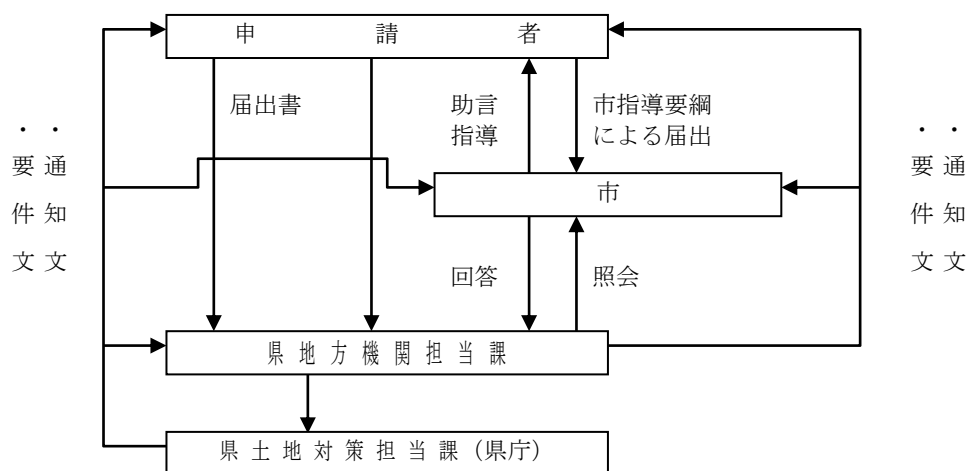 申請者
届出書
助言
指導
市指導要綱
による届出
・通知文
・要件文
・通知文
・要件文
市
回答
照会
県地方機関担当課
県土地対策担当課（県庁）